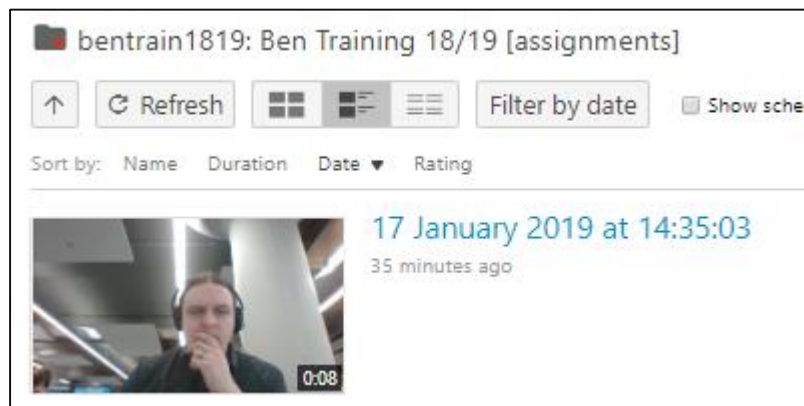 bentrain1819: Ben Training 18/19 [assignments]
Refresh Filter by date Show sche
Sort by: Name Duration Date ▼ Rating
17 January 2019 at 14:35:03
35 minutes ago
0:08